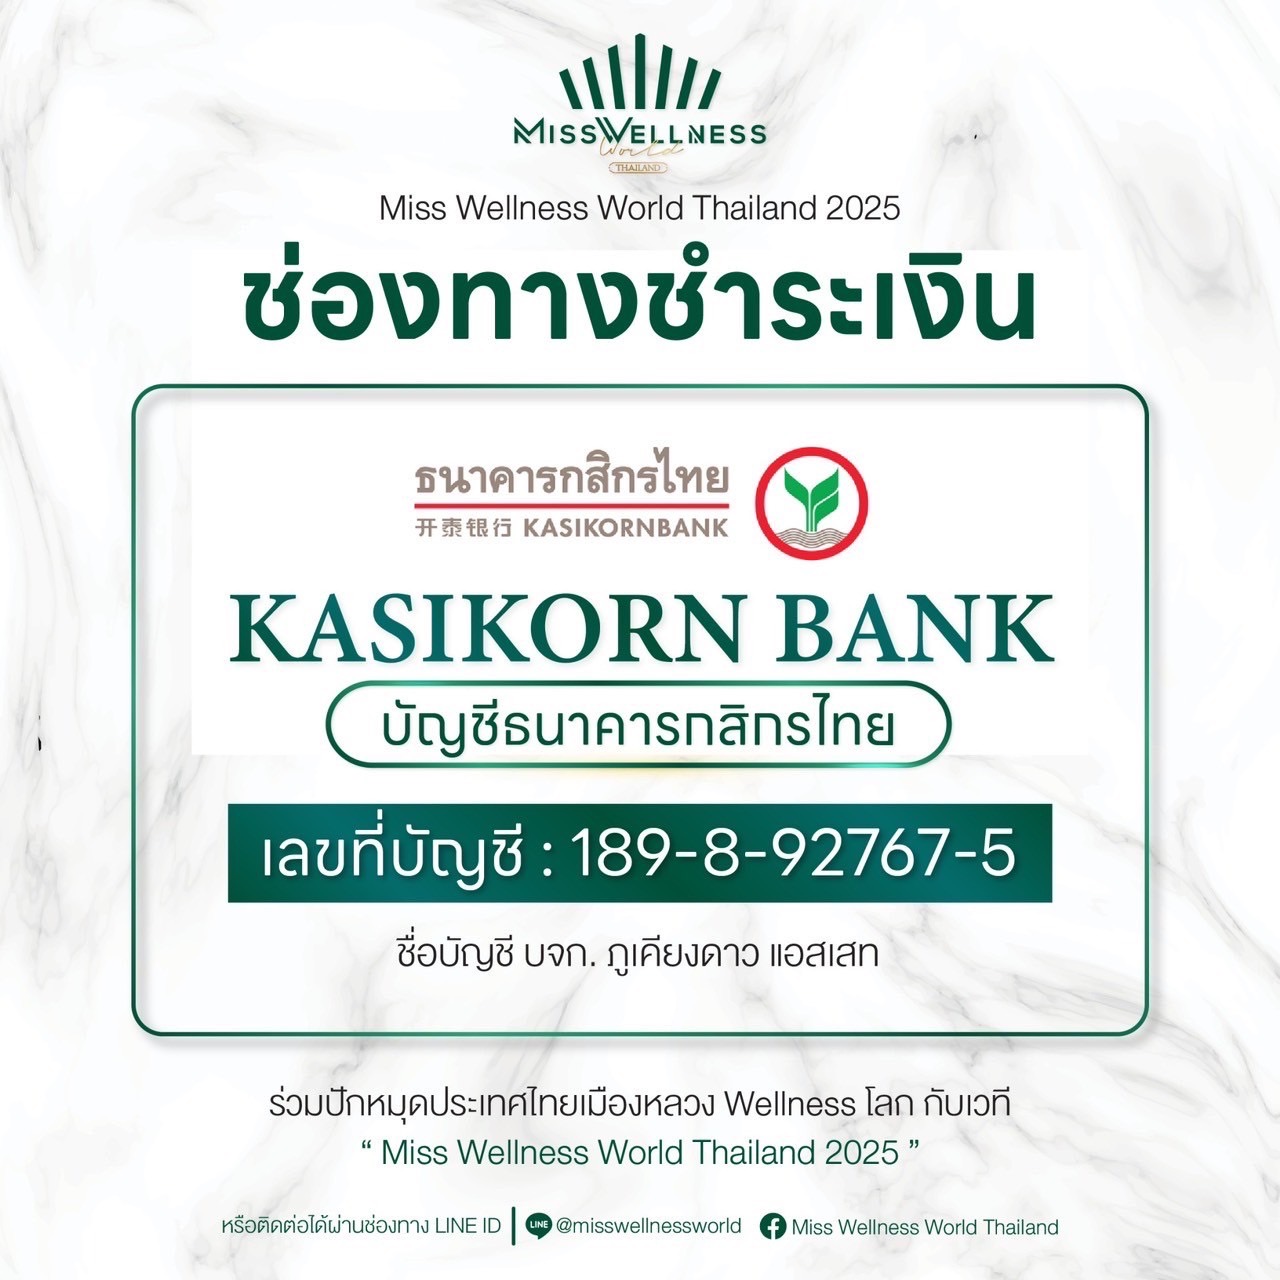 MISSWELLNESS
World
THAILAND
Miss Wellness World Thailand 2025
ช่องทางชำระเงิน
ธนาคารกสิกรไทย
开泰银行 KASIKORNBANK
KASIKORN BANK
บัญชีธนาคารกสิกรไทย
เลขที่บัญชี : 189-8-92767-5
ชื่อบัญชี บจก. ภูเคียงดาว แอสเสท
ร่วมปักหมุดประเทศไทยเมืองหลวง Wellness โลก กับเวที
“ Miss Wellness World Thailand 2025 ”
หรือติดต่อได้ผ่านช่องทาง LINE ID | LINE @misswellnessworld Miss Wellness World Thailand